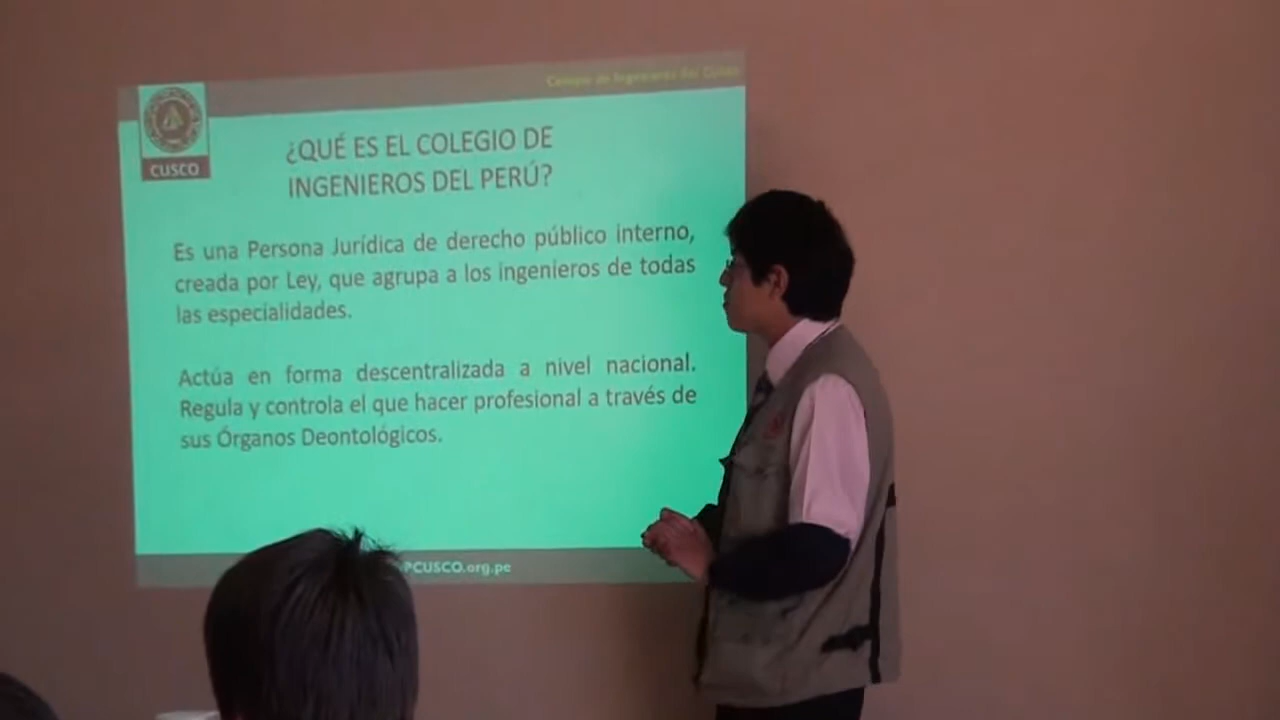 Colegio de Ingenieros del Cusco
CUSCO
¿QUÉ ES EL COLEGIO DE
INGENIEROS DEL PERÚ?
Es una Persona Jurídica de derecho público interno,
creada por Ley, que agrupa a los ingenieros de todas
las especialidades.
Actúa en forma descentralizada a nivel nacional.
Regula y controla el que hacer profesional a través de
sus Órganos Deontológicos.
PCUSCO.org.pe